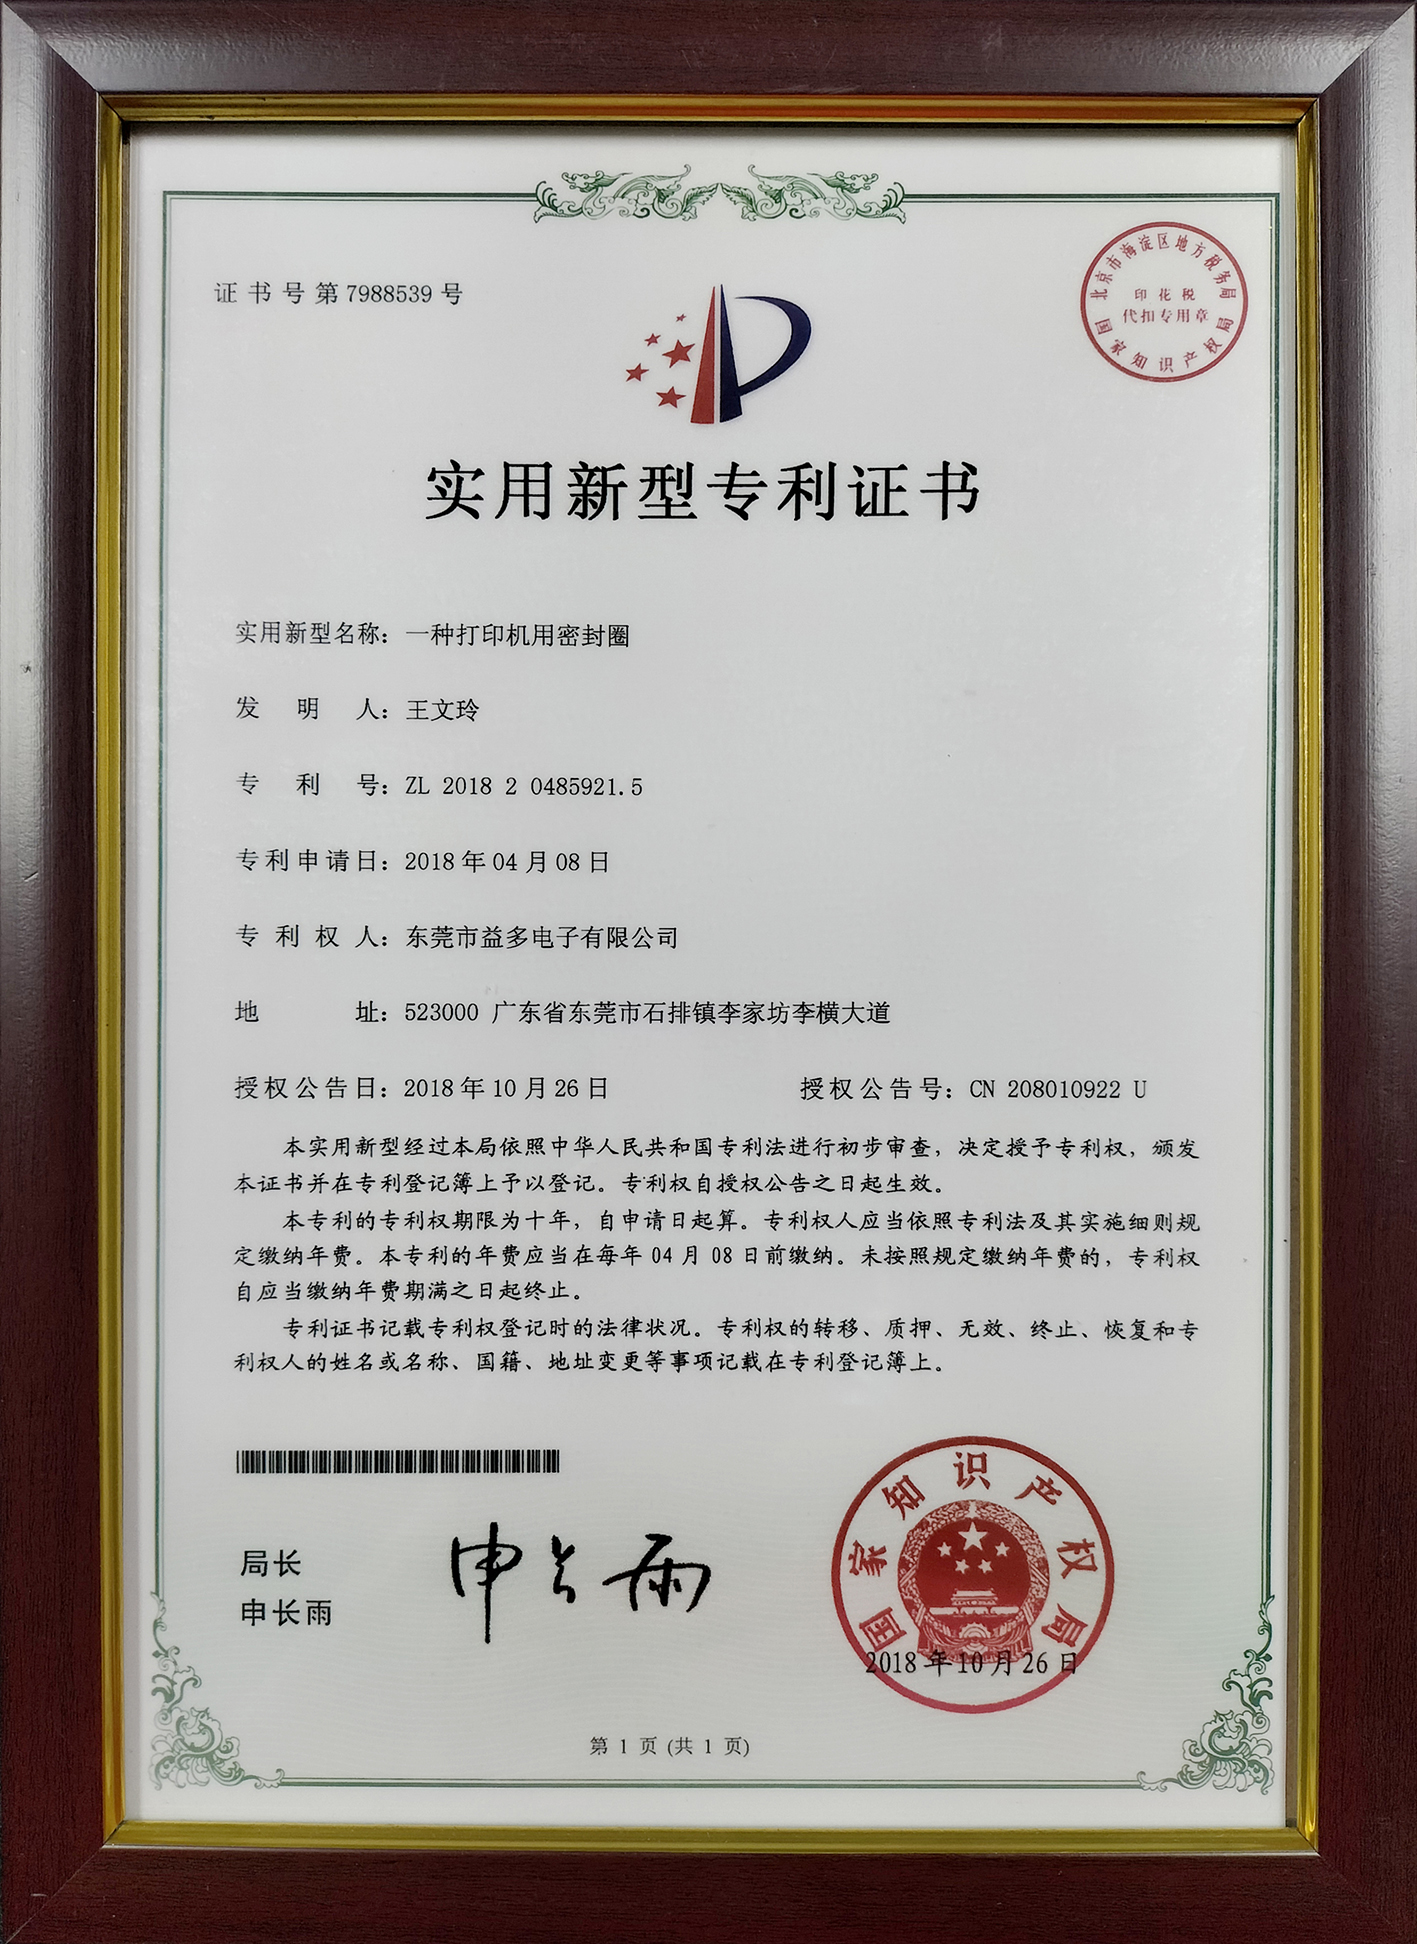 证书号第7988539号
北京市海淀区地方税务局
印花税
代扣专用章
国家知识产权局
实用新型专利证书
实用新型名称：一种打印机用密封圈
发明人：王文玲
专利号：ZL 2018 2 0485921.5
专利申请日：2018年04月08日
专利权人：东莞市益多电子有限公司
地址：523000 广东省东莞市石排镇李家坊李横大道
授权公告日：2018年10月26日 授权公告号：CN 208010922 U
本实用新型经过本局依照中华人民共和国专利法进行初步审查，决定授予专利权，颁发
本证书并在专利登记簿上予以登记。专利权自授权公告之日起生效。
本专利的专利权期限为十年，自申请日起算。专利权人应当依照专利法及其实施细则规
定缴纳年费。本专利的年费应当在每年04月08日前缴纳。未按照规定缴纳年费的，专利权
自应当缴纳年费期满之日起终止。
专利证书记载专利权登记时的法律状况。专利权的转移、质押、无效、终止、恢复和专
利权人的姓名或名称、国籍、地址变更等事项记载在专利登记簿上。
局长
申长雨
申长雨
国家知识产权局
2018年10月26日
第 1 页 (共 1 页)